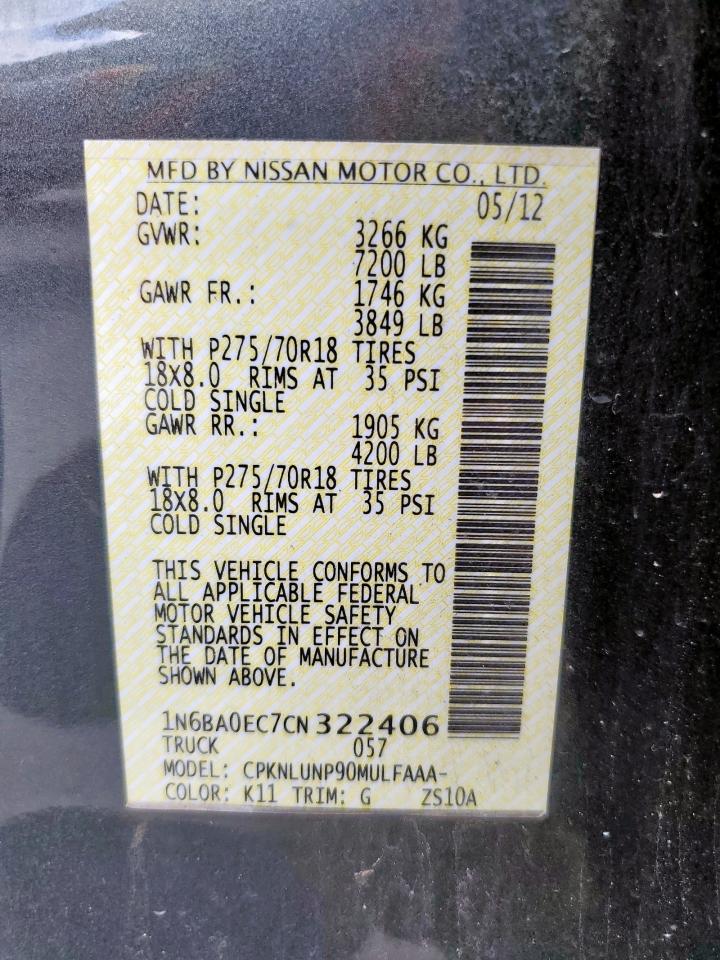 MFD BY NISSAN MOTOR CO., LTD.
DATE: 05/12
GVWR: 3266 KG
7200 LB
GAWR FR.: 1746 KG
3849 LB
WITH P275/70R18 TIRES
18X8.0 RIMS AT 35 PSI
COLD SINGLE
GAWR RR.: 1905 KG
4200 LB
WITH P275/70R18 TIRES
18X8.0 RIMS AT 35 PSI
COLD SINGLE
THIS VEHICLE CONFORMS TO
ALL APPLICABLE FEDERAL
MOTOR VEHICLE SAFETY
STANDARDS IN EFFECT ON
THE DATE OF MANUFACTURE
SHOWN ABOVE.
1N6BA0EC7CN322406
TRUCK 057
MODEL: CPKNLUNP90MULFAAA-
COLOR: K11 TRIM: G ZS10A